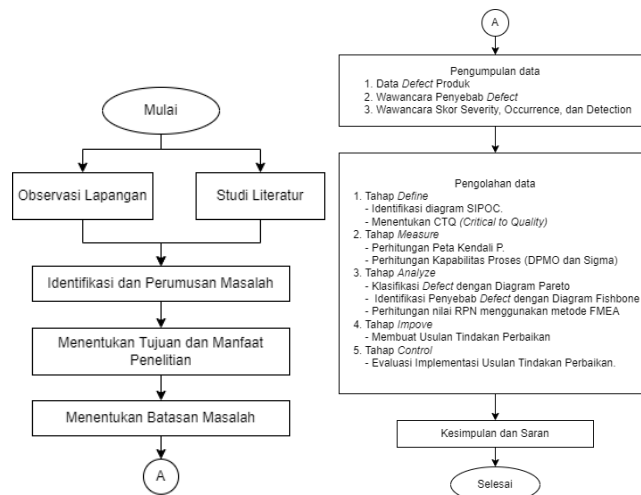 Mulai
Observasi Lapangan
Studi Literatur
Identifikasi dan Perumusan Masalah
Menentukan Tujuan dan Manfaat
Penelitian
Menentukan Batasan Masalah
A
A
Pengumpulan data
1. Data Defect Produk
2. Wawancara Penyebab Defect
3. Wawancara Skor Severity, Occurrence, dan Detection
Pengolahan data
1. Tahap Define
- Identifikasi diagram SIPOC.
- Menentukan CTQ (Critical to Quality)
2. Tahap Measure
- Perhitungan Peta Kendali P.
- Perhitungan Kapabilitas Proses (DPMO dan Sigma)
3. Tahap Analyze
- Klasifikasi Defect dengan Diagram Pareto
- Identifikasi Penyebab Defect dengan Diagram Fishbone
- Perhitungan nilai RPN menggunakan metode FMEA
4. Tahap Impove
- Membuat Usulan Tindakan Perbaikan
5. Tahap Control
- Evaluasi Implementasi Usulan Tindakan Perbaikan.
Kesimpulan dan Saran
Selesai